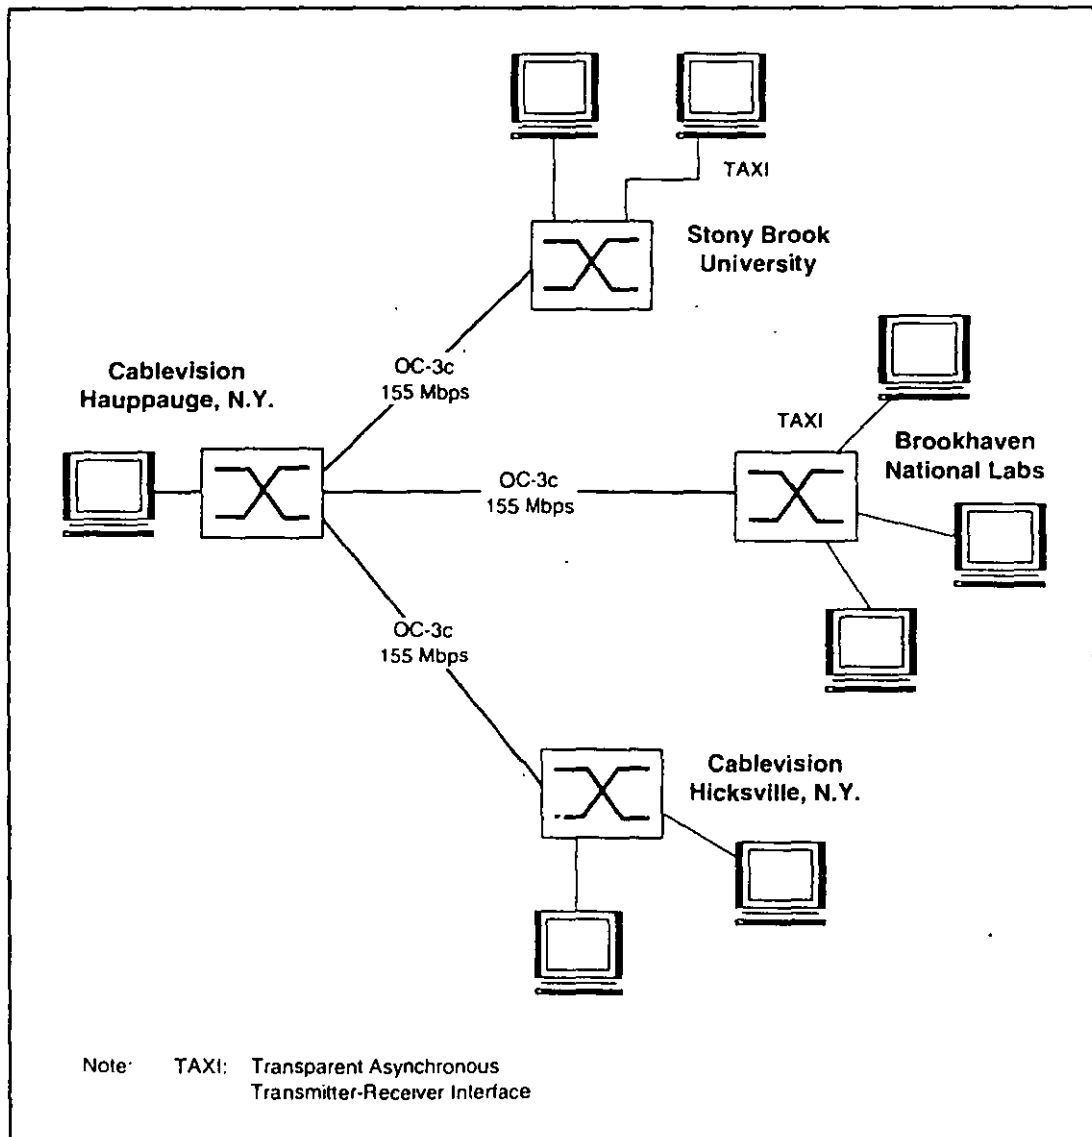 TAXI
Stony Brook
University
OC-3c
155 Mbps
Cablevision
Hauppauge, N.Y.
TAXI
Brookhaven
National Labs
OC-3c
155 Mbps
OC-3c
155 Mbps
Cablevision
Hicksville, N.Y.
Note: TAXI: Transparent Asynchronous
Transmitter-Receiver Interface